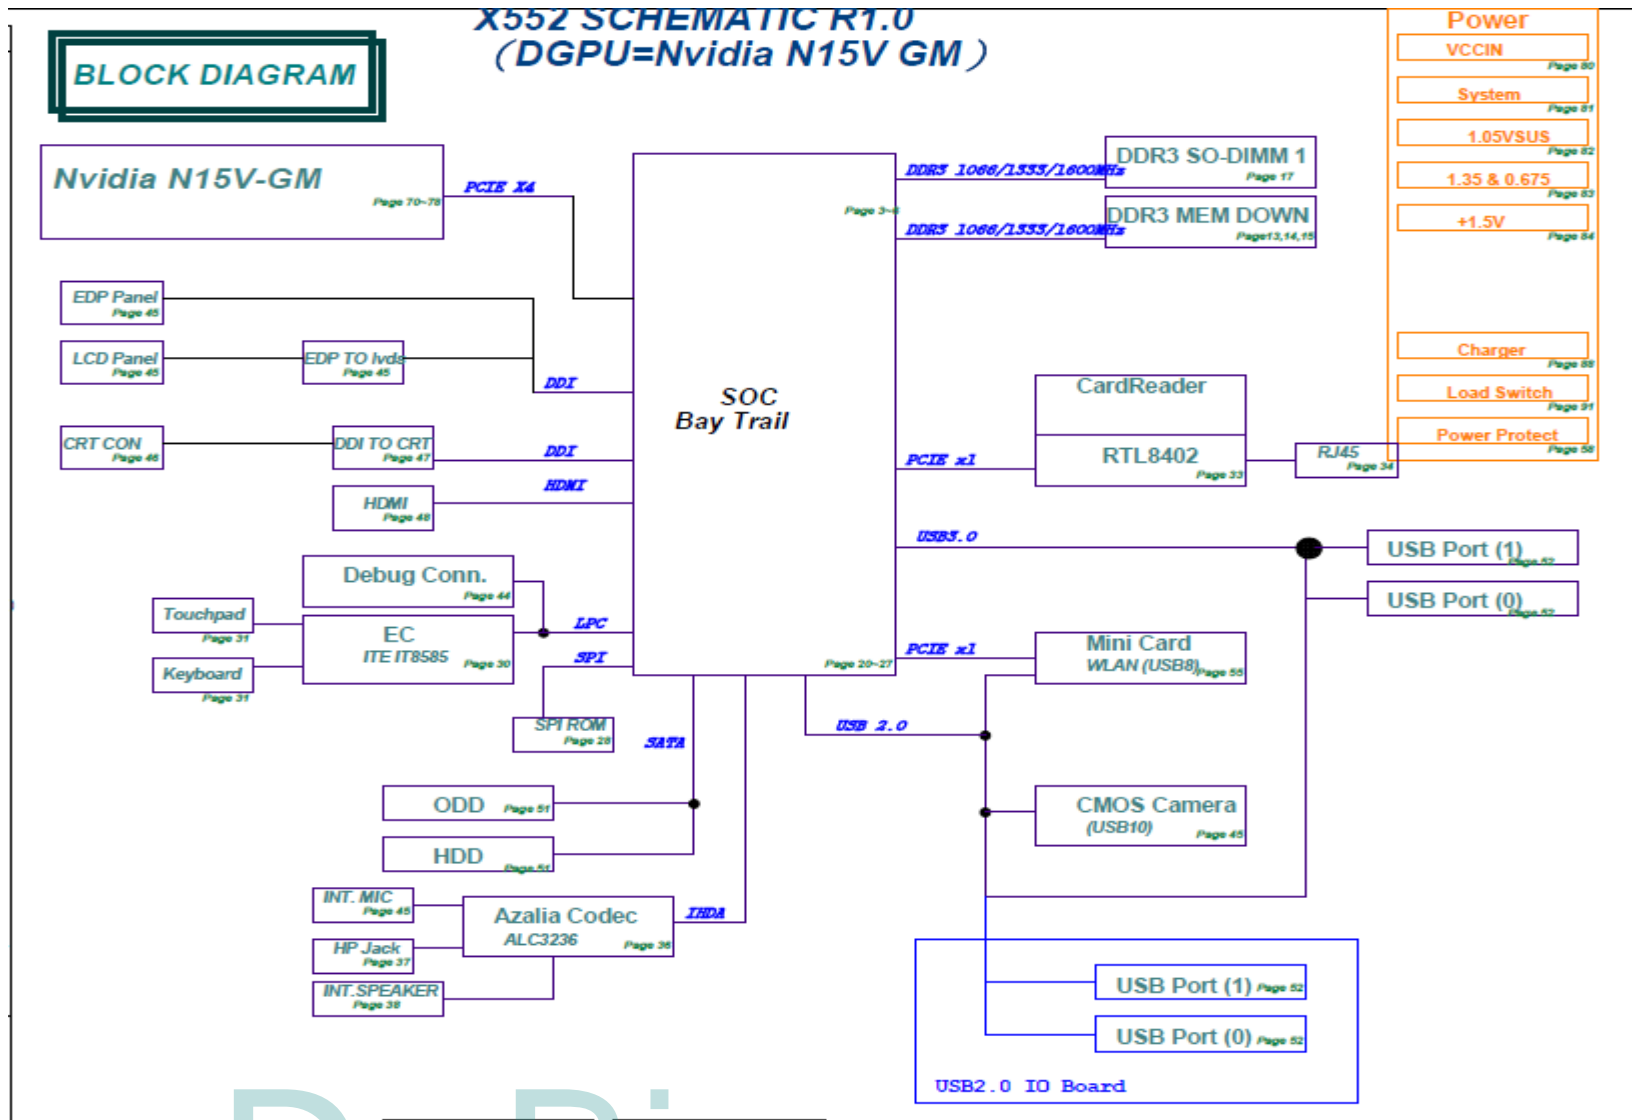 X552 SCHEMATIC R1.0
(DGPU=Nvidia N15V GM)
BLOCK DIAGRAM
Power
VCCIN
Page 80
System
Page 81
1.05VSUS
Page 82
1.35 & 0.675
Page 83
+1.5V
Page 84
Charger
Page 88
Load Switch
Page 91
Power Protect
Page 58
Nvidia N15V-GM
Page 70~78
PCIE X4
EDP Panel
Page 45
LCD Panel
Page 45
EDP TO lvds
Page 45
DDI
CRT CON
Page 46
DDI TO CRT
Page 47
DDI
HDMI
HDMI
Page 48
Debug Conn.
Page 44
Touchpad
Page 31
EC
ITE IT8585
Page 30
Keyboard
Page 31
LPC
SPI
SPI ROM
Page 28
SATA
ODD
Page 51
HDD
Page 51
INT. MIC
Page 45
HP Jack
Page 37
INT.SPEAKER
Page 38
Azalia Codec
ALC3236
Page 36
IHDA
SOC
Bay Trail
Page 3~6
Page 20~27
DDR3 1066/1333/1600MHz
DDR3 SO-DIMM 1
Page 17
DDR3 1066/1333/1600MHz
DDR3 MEM DOWN
Page13,14,15
CardReader
PCIE x1
RTL8402
Page 33
RJ45
Page 34
USB3.0
USB Port (1)
Page 52
USB Port (0)
Page 52
PCIE x1
Mini Card
WLAN (USB8)
Page 55
USB 2.0
CMOS Camera
(USB10)
Page 45
USB Port (1)
Page 52
USB Port (0)
Page 52
USB2.0 IO Board